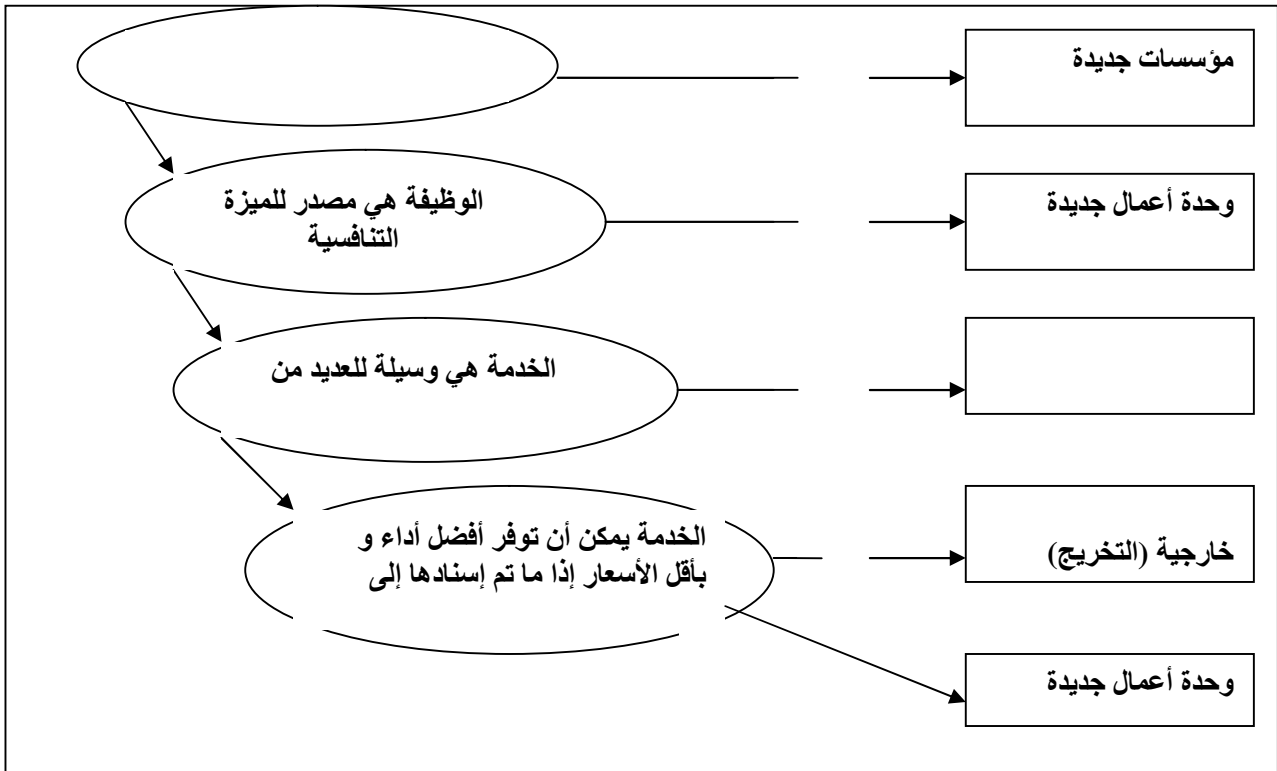 مؤسسات جديدة
الوظيفة هي مصدر للميزة
التنافسية
وحدة أعمال جديدة
الخدمة هي وسيلة للعديد من
الخدمة يمكن أن توفر أفضل أداء و
بأقل الأسعار إذا ما تم إسنادها إلى
خارجية (التخريج)
وحدة أعمال جديدة